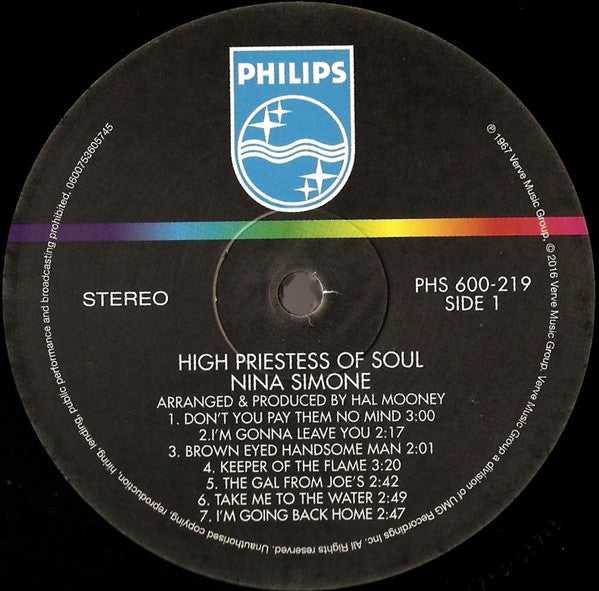 PHILIPS
STEREO
PHS 600-219
SIDE 1
HIGH PRIESTESS OF SOUL
NINA SIMONE
ARRANGED & PRODUCED BY HAL MOONEY
1. DON'T YOU PAY THEM NO MIND 3:00
2.I'M GONNA LEAVE YOU 2:17
3. BROWN EYED HANDSOME MAN 2:01
4. KEEPER OF THE FLAME 3:20
5. THE GAL FROM JOE'S 2:42
6. TAKE ME TO THE WATER 2:49
7. I'M GOING BACK HOME 2:47
℗ 1967 Verve Music Group, © 2016 Verve Music Group. Verve Music Group a division of UMG Recordings Inc. All Rights reserved. Unauthorised copying, reproduction, hiring, lending, public performance and broadcasting prohibited. 0600753605745